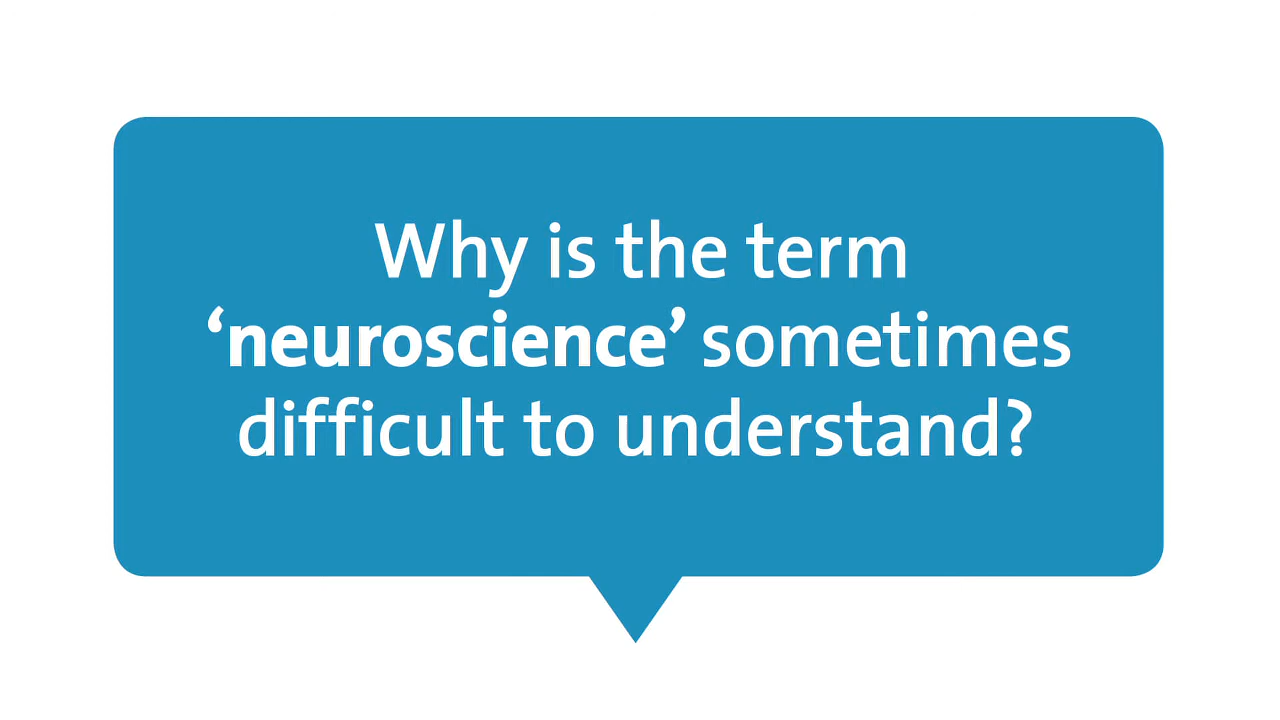 Why is the term
‘neuroscience’ sometimes
difficult to understand?